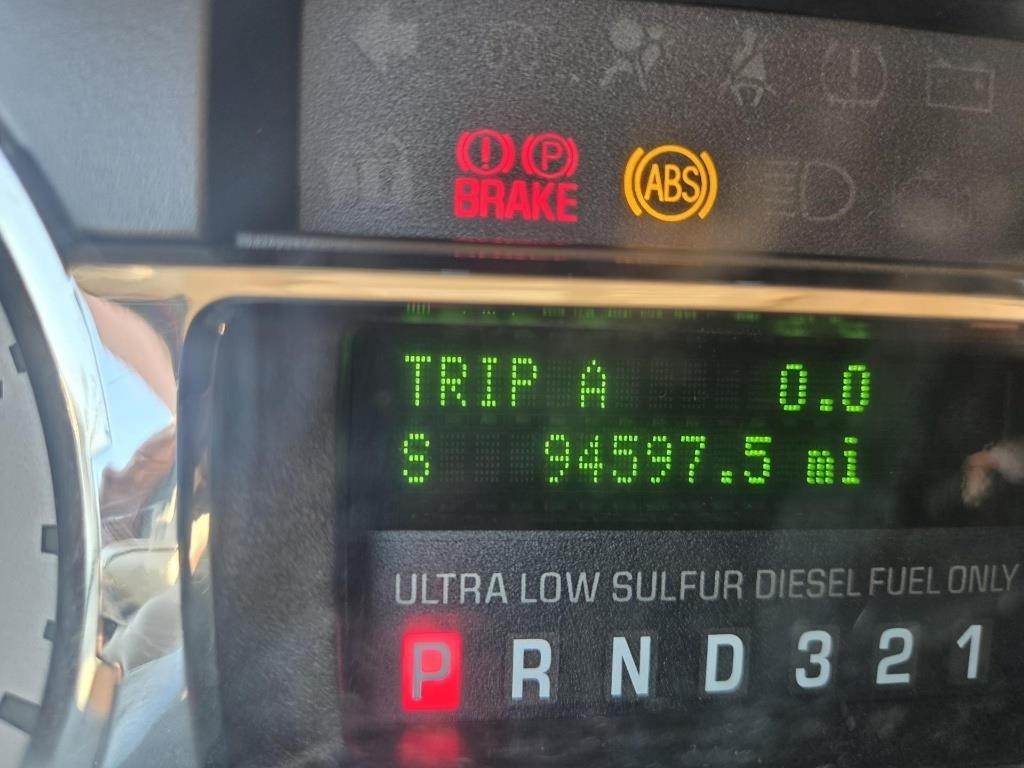 P
BRAKE
ABS
TRIP A 0.0
S 94597.5 mi
ULTRA LOW SULFUR DIESEL FUEL ONLY
P R N D 3 2 1